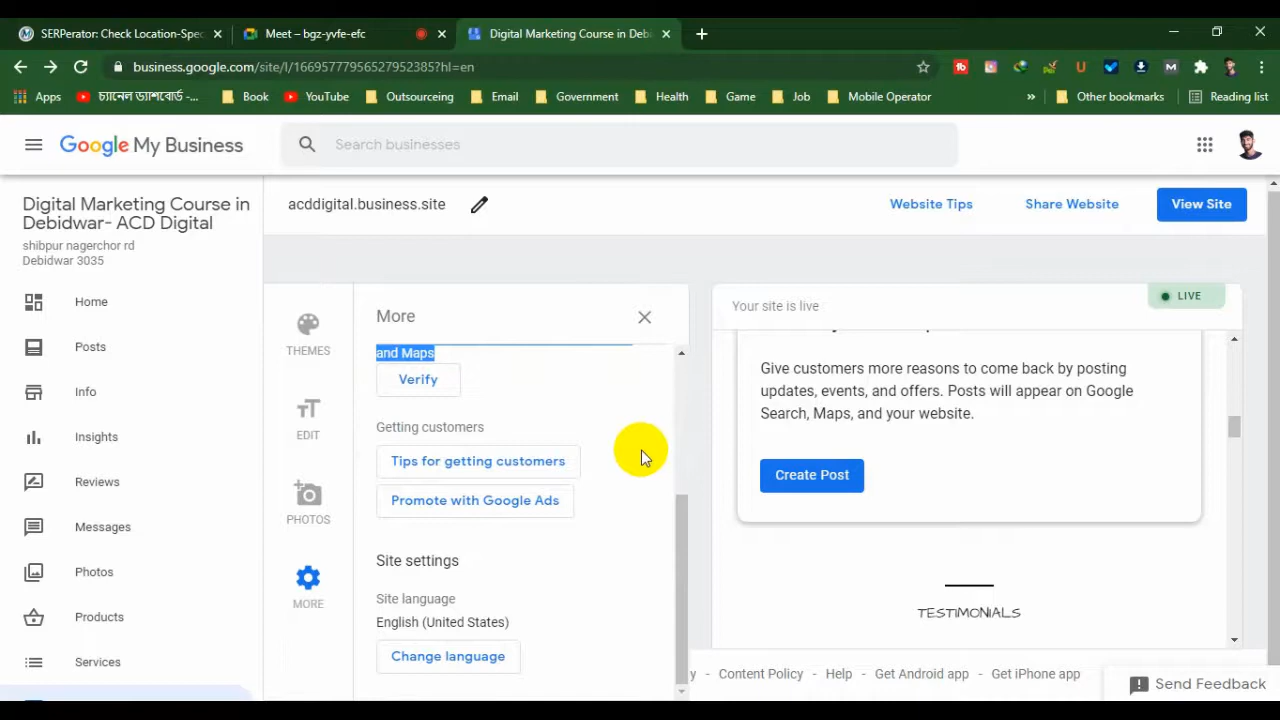 SERPerator: Check Location-Spec
Meet – bgz-yvfe-efc
Digital Marketing Course in Debi
business.google.com/site/l/16695777956527952385?hl=en
Apps
চ্যানেল ড্যাশবোর্ড -...
Book
YouTube
Outsourceing
Email
Government
Health
Game
Job
Mobile Operator
»
Other bookmarks
Reading list
Google My Business
Search businesses
Digital Marketing Course in
Debidwar- ACD Digital
shibpur nagerchor rd
Debidwar 3035
Home
Posts
Info
Insights
Reviews
Messages
Photos
Products
Services
acddigital.business.site
Website Tips
Share Website
View Site
THEMES
EDIT
PHOTOS
MORE
More
and Maps
Verify
Getting customers
Tips for getting customers
Promote with Google Ads
Site settings
Site language
English (United States)
Change language
Your site is live
LIVE
Give customers more reasons to come back by posting
updates, events, and offers. Posts will appear on Google
Search, Maps, and your website.
Create Post
TESTIMONIALS
y - Content Policy - Help - Get Android app - Get iPhone app
Send Feedback